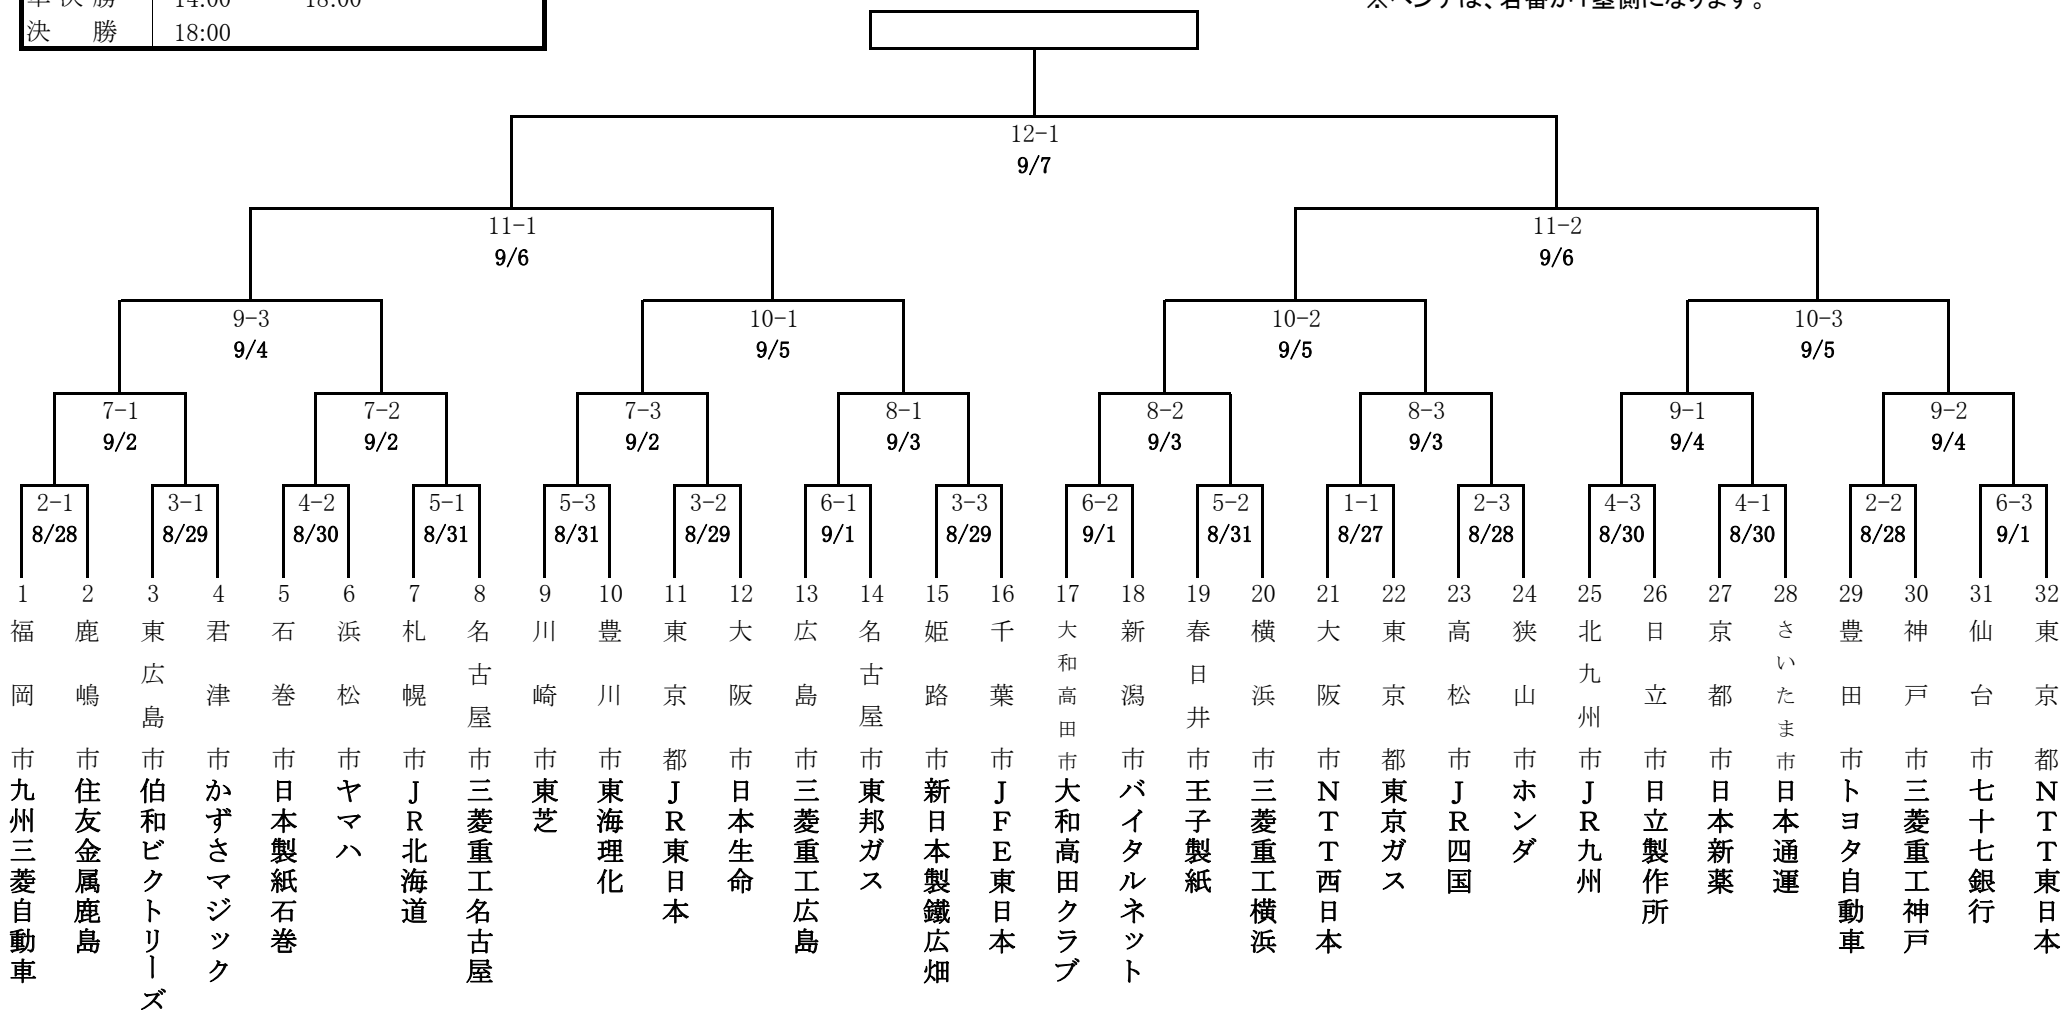 14:00 18:00
決 勝 18:00
12-1
9/7
11-1 11-2
9/6 9/6
9-3 10-1 10-2 10-3
9/4 9/5 9/5 9/5
7-1 7-2 7-3 8-1 8-2 8-3 9-1 9-2
9/2 9/2 9/2 9/3 9/3 9/3 9/4 9/4
2-1 3-1 4-2 5-1 5-3 3-2 6-1 3-3 6-2 5-2 1-1 2-3 4-3 4-1 2-2 6-3
8/28 8/29 8/30 8/31 8/31 8/29 9/1 8/29 9/1 8/31 8/27 8/28 8/30 8/30 8/28 9/1
1 福岡市 九州三菱自動車
2 鹿嶋市 住友金属鹿島
3 東広島市 伯和ビクトリーズ
4 君津市 かずさマジック
5 石巻市 日本製紙石巻
6 浜松市 ヤマハ
7 札幌市 JR北海道
8 名古屋市 三菱重工名古屋
9 川崎市 東芝
10 豊川市 東海理化
11 東京都 JR東日本
12 大阪市 日本生命
13 広島市 三菱重工広島
14 名古屋市 東邦ガス
15 姫路市 新日本製鐵広畑
16 千葉市 JFE東日本
17 大和高田市 大和高田クラブ
18 新潟市 バイタルネット
19 春日井市 王子製紙
20 横浜市 三菱重工横浜
21 大阪市 NTT西日本
22 東京都 東京ガス
23 高松市 JR四国
24 狭山市 ホンダ
25 北九州市 JR九州
26 日立市 日立製作所
27 京都市 日本新薬
28 さいたま市 日本通運
29 豊田市 トヨタ自動車
30 神戸市 三菱重工神戸
31 仙台市 七十七銀行
32 東京都 NTT東日本